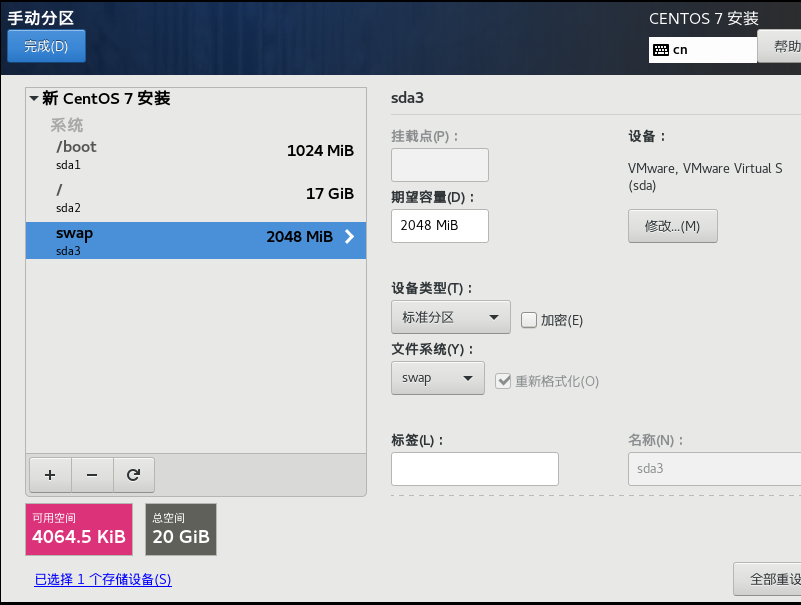 手动分区
CENTOS 7 安装
完成(D)
cn
帮助
新 CentOS 7 安装
系统
/boot
1024 MiB
sda1
/
17 GiB
sda2
swap
2048 MiB
sda3
sda3
挂载点(P)：
期望容量(D)：
2048 MiB
设备：
VMware, VMware Virtual S
(sda)
修改...(M)
设备类型(T)：
标准分区
加密(E)
文件系统(Y)：
swap
重新格式化(O)
标签(L)：
名称(N)：
sda3
+
−
可用空间
4064.5 KiB
总空间
20 GiB
已选择 1 个存储设备(S)
全部重设